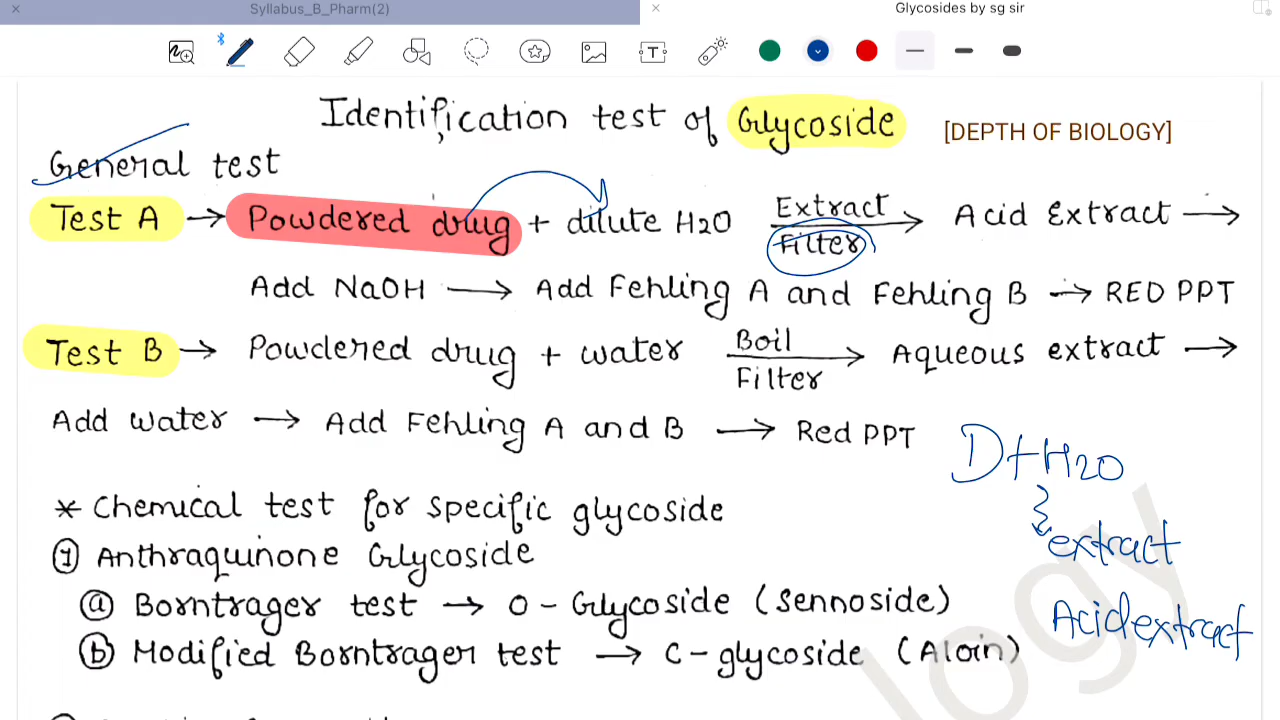 Syllabus_B_Pharm(2)
Glycosides by sg sir
Identification test of Glycoside [DEPTH OF BIOLOGY]
General test
Test A → Powdered drug + dilute H2O Extract Filter → Acid Extract →
Add NaOH → Add Fehling A and Fehling B → RED PPT
Test B → Powdered drug + water Boil Filter → Aqueous extract →
Add water → Add Fehling A and B → Red PPT
D+H2O
extract
Acid extract
* Chemical test for specific glycoside
① Anthraquinone Glycoside
ⓐ Borntrager test → O-Glycoside (Sennoside)
ⓑ Modified Borntrager test → C-glycoside (Aloin)
logy